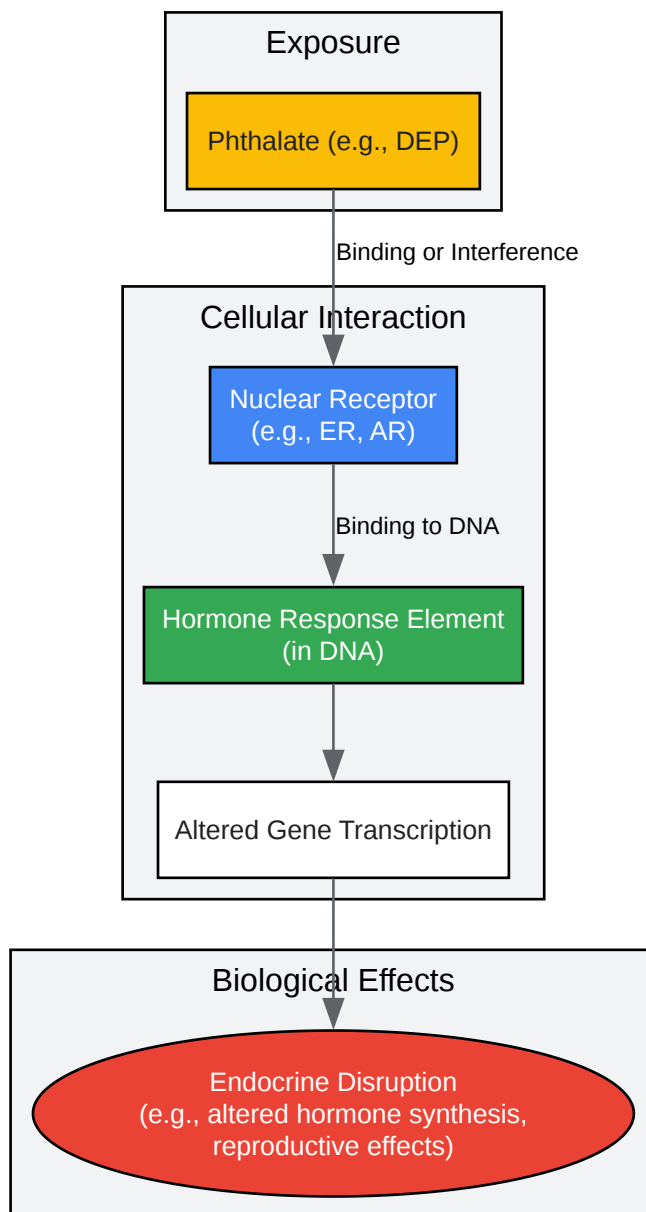 Exposure
Phthalate (e.g., DEP)
Binding or Interference
Cellular Interaction
Nuclear Receptor
(e.g., ER, AR)
Binding to DNA
Hormone Response Element
(in DNA)
Altered Gene Transcription
Biological Effects
Endocrine Disruption
(e.g., altered hormone synthesis,
reproductive effects)